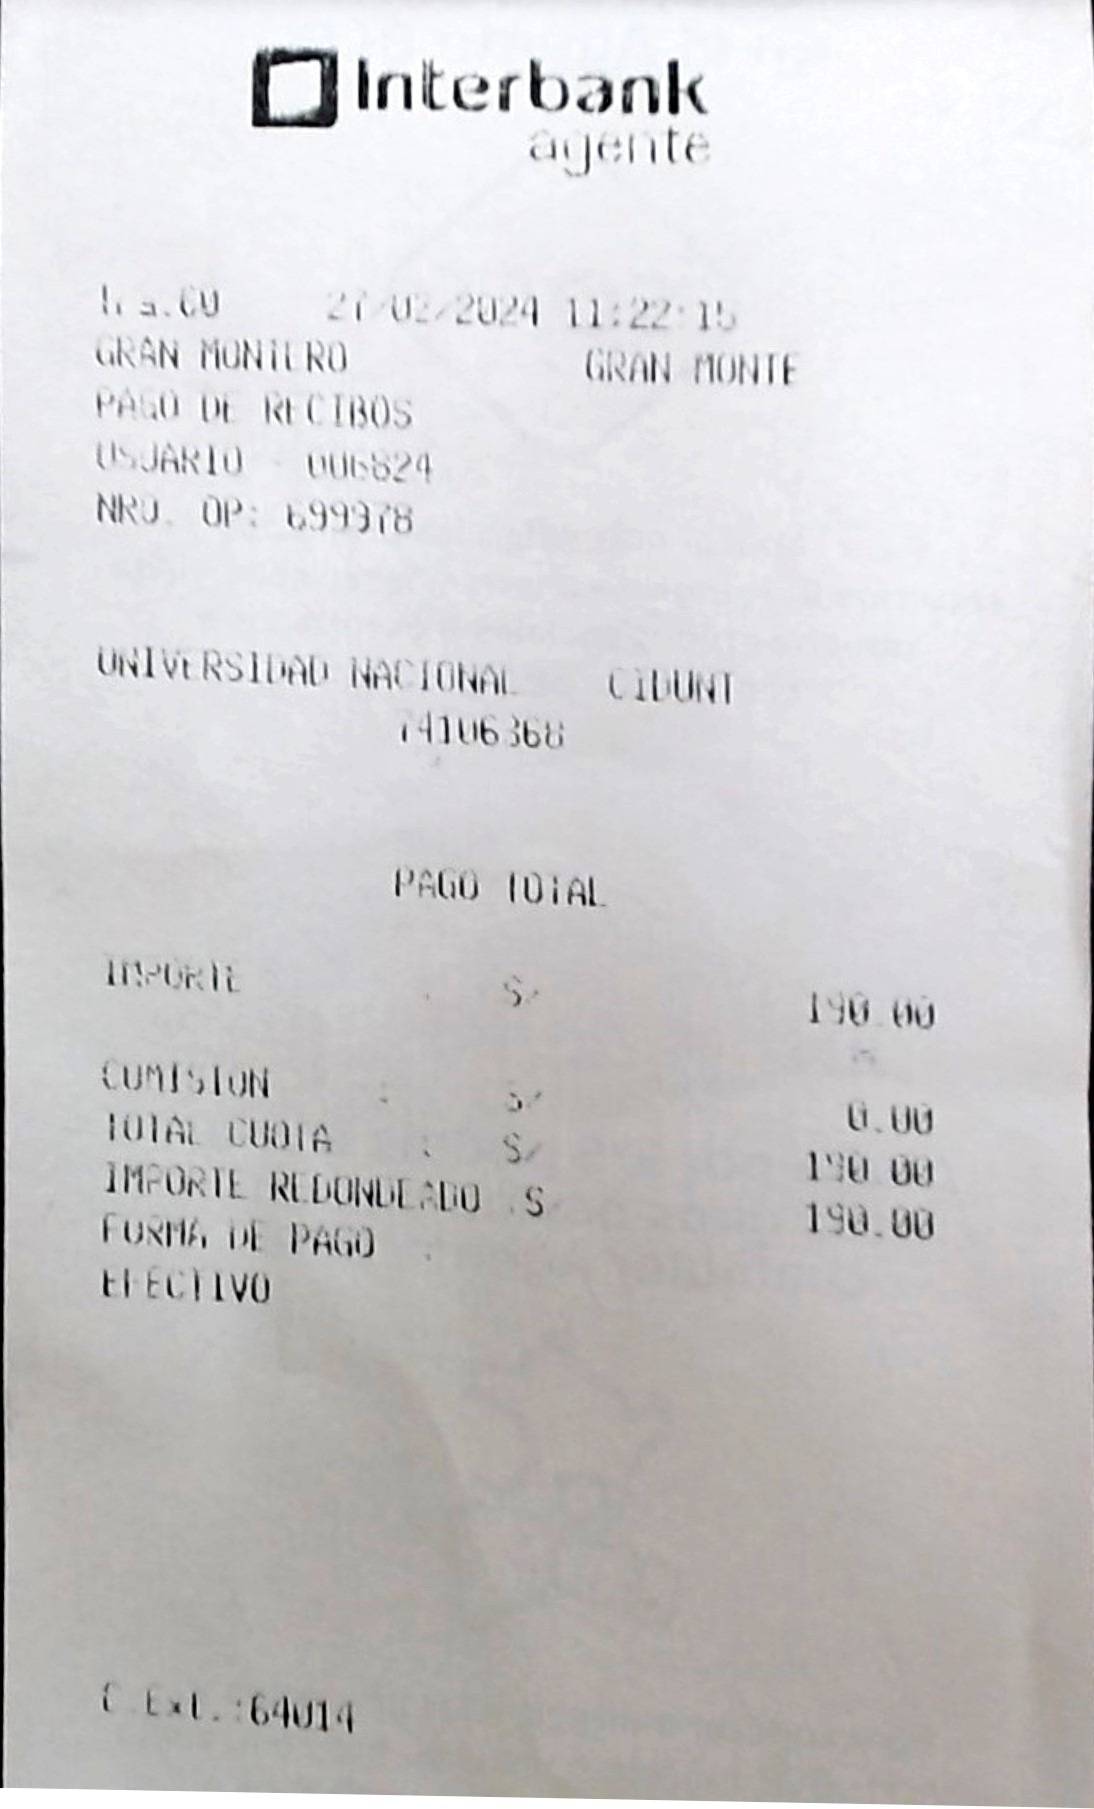 Interbank
agente
27/02/2024 11:22:15
GRAN MONTERO GRAN MONTE
PAGO DE RECIBOS
USUARIO - 006824
NRO. OP: 699978
UNIVERSIDAD NACIONAL CIDUNT
74106368
PAGO TOTAL
IMPORTE : S/ 190.00
COMISION : S/ 0.00
TOTAL CUOTA : S/ 190.00
IMPORTE REDONDEADO :S/ 190.00
FORMA DE PAGO :
EFECTIVO
C.Ext.:64014